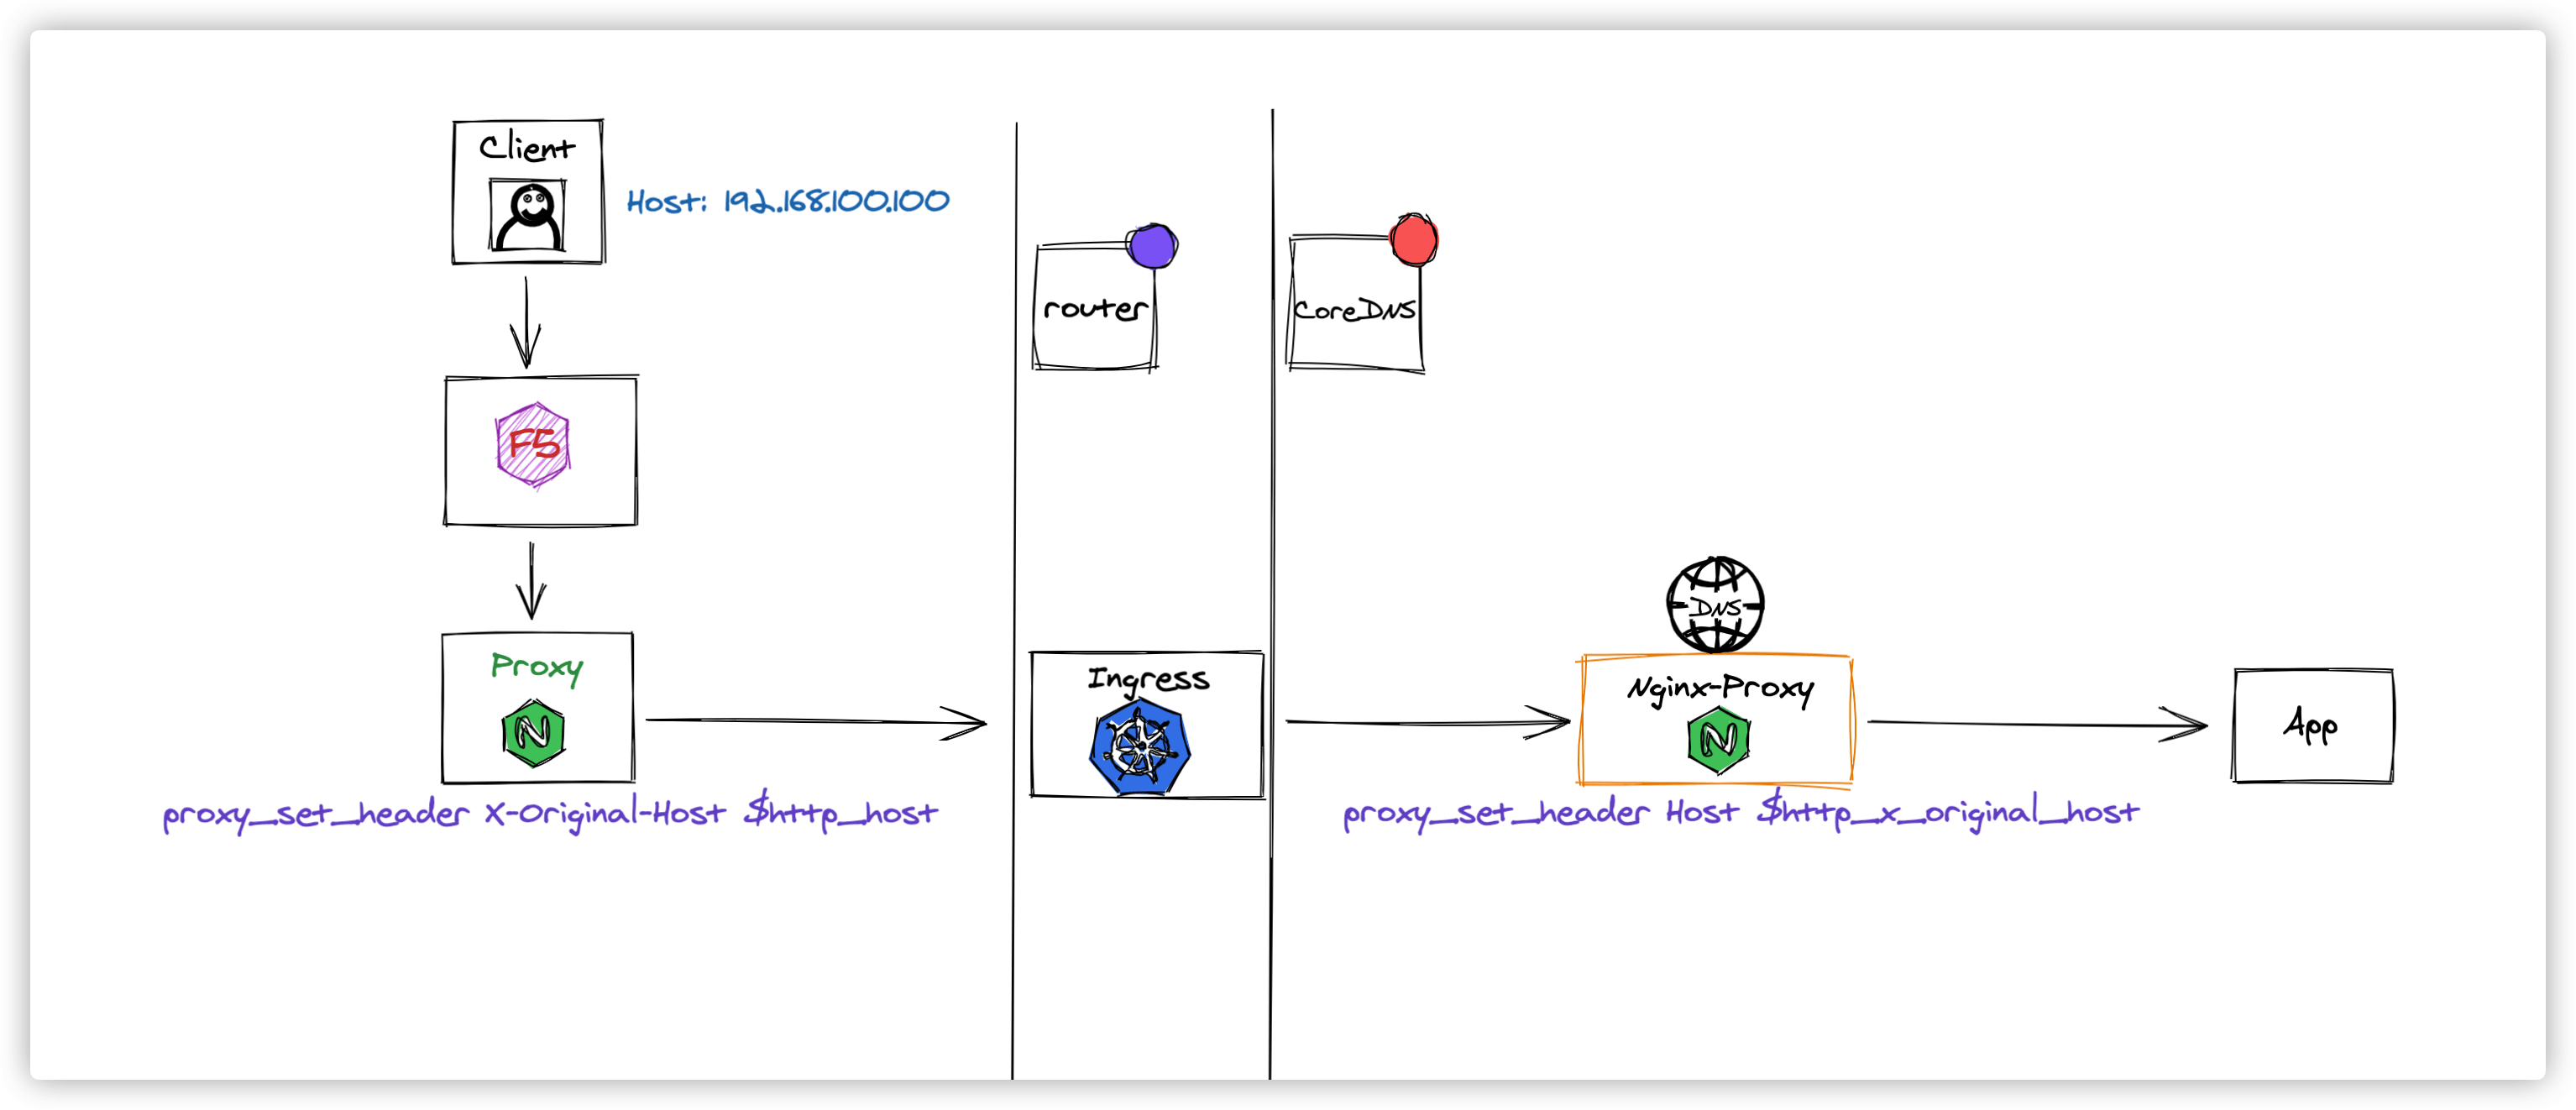 Client
Host: 192.168.100.100
router
CoreDNS
F5
DNS
Proxy
N
Ingress
Nginx-Proxy
N
App
proxy_set_header X-Original-Host $http_host
proxy_set_header Host $http_x_original_host